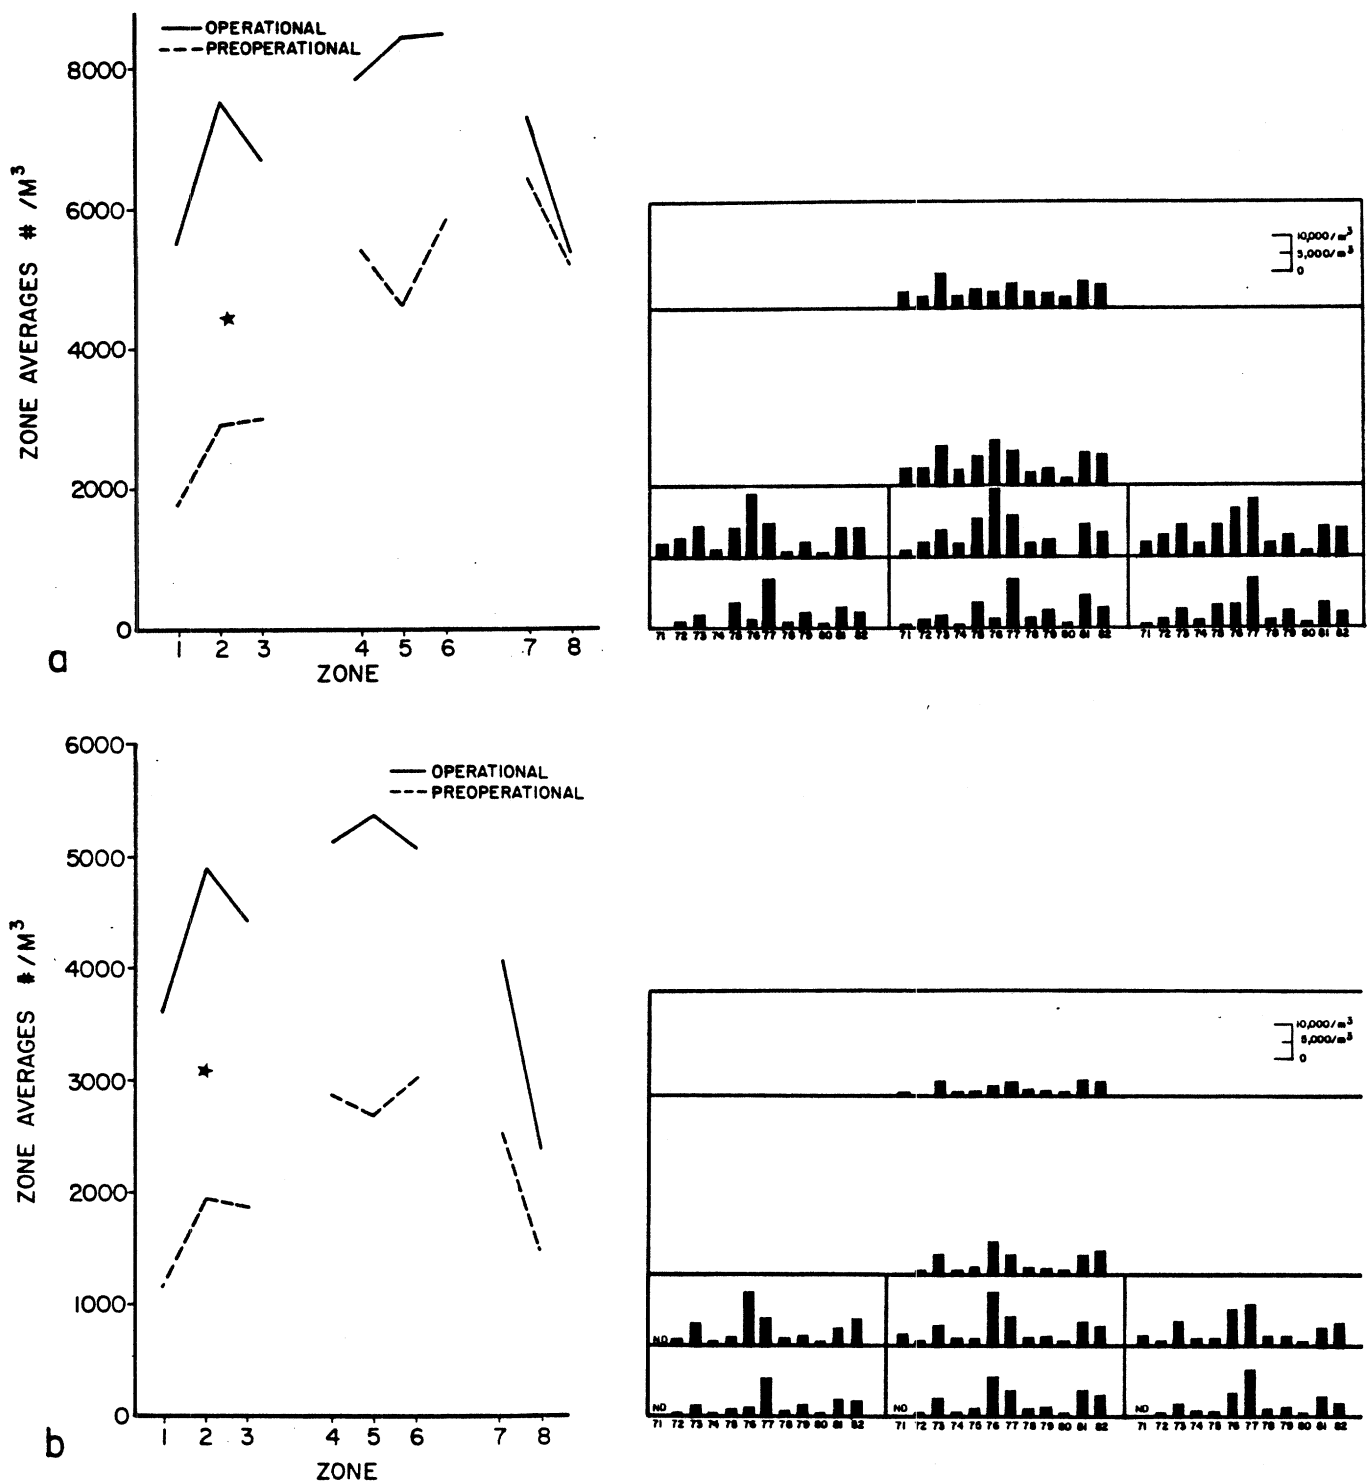 OPERATIONAL
PREOPERATIONAL
8000
6000
4000
2000
0
ZONE AVERAGES # /M³
1 2 3 4 5 6 7 8
ZONE
a
10,000/m³
5,000/m³
0
71 72 73 74 75 76 77 78 79 80 81 82
71 72 73 74 75 76 77 78 79 80 81 82
71 72 73 74 75 76 77 78 79 80 81 82
6000
5000
4000
3000
2000
1000
0
OPERATIONAL
PREOPERATIONAL
ZONE AVERAGES #/M³
1 2 3 4 5 6 7 8
ZONE
b
10,000/m³
5,000/m³
0
ND
ND
ND
ND
71 72 73 74 75 76 77 78 79 80 81 82
71 72 73 74 75 76 77 78 79 80 81 82
71 72 73 74 75 76 77 78 79 80 81 82